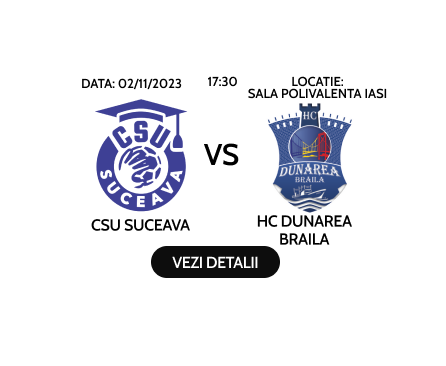 DATA: 02/11/2023
17:30
LOCATIE:
SALA POLIVALENTA IASI
CSU
SUCEAVA
VS
HC
DUNAREA
BRAILA
CSU SUCEAVA
HC DUNAREA
BRAILA
VEZI DETALII